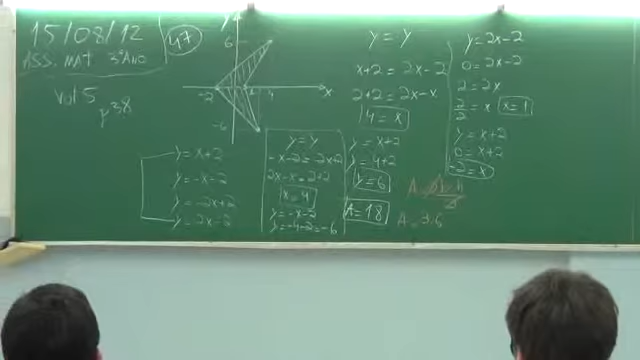 15/08/12
47
ASS. MAT 3º ANO
Vol 5
p38
y
6
-2
4
x
-6
y=x+2
y=-x-2
y=-2x+2
y=2x-2
y=y
-x-2=-2x+2
2x-x=2+2
x=4
y=-x-2
y=-4-2=-6
y=y
x+2=2x-2
2+2=2x-x
4=x
y=x+2
y=4+2
y=6
A=18
y=2x-2
0=2x-2
2=2x
2/2=x x=1
y=x+2
0=x+2
-2=x
A=3.6